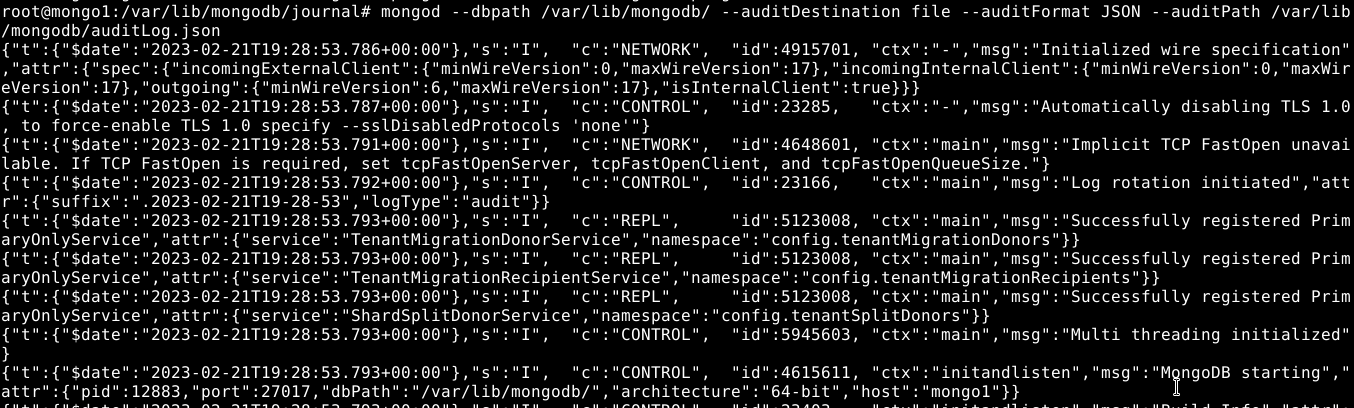 root@mongo1:/var/lib/mongodb/journal# mongod --dbpath /var/lib/mongodb/ --auditDestination file --auditFormat JSON --auditPath /var/lib
/mongodb/auditLog.json
{"t":{"$date":"2023-02-21T19:28:53.786+00:00"},"s":"I",  "c":"NETWORK",  "id":4915701, "ctx":"-","msg":"Initialized wire specification"
,"attr":{"spec":{"incomingExternalClient":{"minWireVersion":0,"maxWireVersion":17},"incomingInternalClient":{"minWireVersion":0,"maxWir
eVersion":17},"outgoing":{"minWireVersion":6,"maxWireVersion":17},"isInternalClient":true}}}
{"t":{"$date":"2023-02-21T19:28:53.787+00:00"},"s":"I",  "c":"CONTROL",  "id":23285,   "ctx":"-","msg":"Automatically disabling TLS 1.0
, to force-enable TLS 1.0 specify --sslDisabledProtocols 'none'"}
{"t":{"$date":"2023-02-21T19:28:53.791+00:00"},"s":"I",  "c":"NETWORK",  "id":4648601, "ctx":"main","msg":"Implicit TCP FastOpen unavai
lable. If TCP FastOpen is required, set tcpFastOpenServer, tcpFastOpenClient, and tcpFastOpenQueueSize."}
{"t":{"$date":"2023-02-21T19:28:53.792+00:00"},"s":"I",  "c":"CONTROL",  "id":23166,   "ctx":"main","msg":"Log rotation initiated","att
r":{"suffix":".2023-02-21T19-28-53","logType":"audit"}}
{"t":{"$date":"2023-02-21T19:28:53.793+00:00"},"s":"I",  "c":"REPL",     "id":5123008, "ctx":"main","msg":"Successfully registered Prim
aryOnlyService","attr":{"service":"TenantMigrationDonorService","namespace":"config.tenantMigrationDonors"}}
{"t":{"$date":"2023-02-21T19:28:53.793+00:00"},"s":"I",  "c":"REPL",     "id":5123008, "ctx":"main","msg":"Successfully registered Prim
aryOnlyService","attr":{"service":"TenantMigrationRecipientService","namespace":"config.tenantMigrationRecipients"}}
{"t":{"$date":"2023-02-21T19:28:53.793+00:00"},"s":"I",  "c":"REPL",     "id":5123008, "ctx":"main","msg":"Successfully registered Prim
aryOnlyService","attr":{"service":"ShardSplitDonorService","namespace":"config.tenantSplitDonors"}}
{"t":{"$date":"2023-02-21T19:28:53.793+00:00"},"s":"I",  "c":"CONTROL",  "id":5945603, "ctx":"main","msg":"Multi threading initialized"
}
{"t":{"$date":"2023-02-21T19:28:53.793+00:00"},"s":"I",  "c":"CONTROL",  "id":4615611, "ctx":"initandlisten","msg":"MongoDB starting","
attr":{"pid":12883,"port":27017,"dbPath":"/var/lib/mongodb/","architecture":"64-bit","host":"mongo1"}}